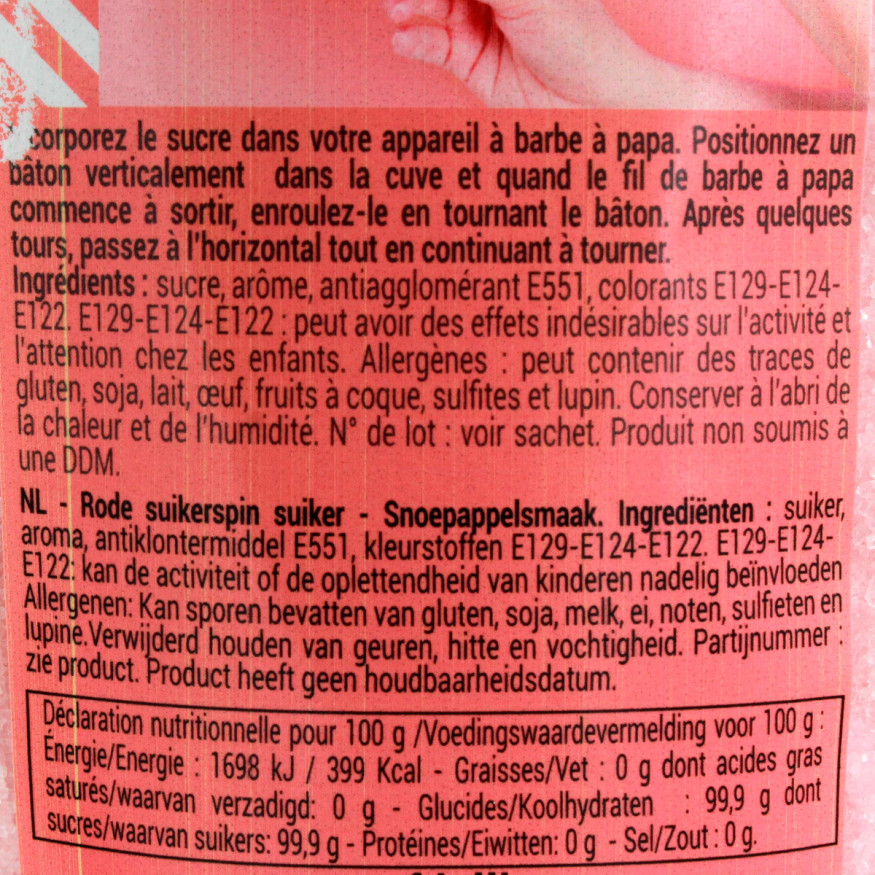 corporez le sucre dans votre appareil à barbe à papa. Positionnez un
bâton verticalement dans la cuve et quand le fil de barbe à papa
commence à sortir, enroulez-le en tournant le bâton. Après quelques
tours, passez à l'horizontal tout en continuant à tourner.
Ingrédients : sucre, arôme, antiagglomérant E551, colorants E129-E124-
E122. E129-E124-E122 : peut avoir des effets indésirables sur l'activité et
l'attention chez les enfants. Allergènes : peut contenir des traces de
gluten, soja, lait, œuf, fruits à coque, sulfites et lupin. Conserver à l'abri de
la chaleur et de l'humidité. N° de lot : voir sachet. Produit non soumis à
une DDM.
NL - Rode suikerspin suiker - Snoepappelsmaak. Ingrediënten : suiker,
aroma, antiklontermiddel E551, kleurstoffen E129-E124-E122. E129-E124-
E122: kan de activiteit of de oplettendheid van kinderen nadelig beïnvloeden
Allergenen: Kan sporen bevatten van gluten, soja, melk, ei, noten, sulfieten en
lupine.Verwijderd houden van geuren, hitte en vochtigheid. Partijnummer :
zie product. Product heeft geen houdbaarheidsdatum.
Déclaration nutritionnelle pour 100 g /Voedingswaardevermelding voor 100 g :
Énergie/Energie : 1698 kJ / 399 Kcal - Graisses/Vet : 0 g dont acides gras
saturés/waarvan verzadigd: 0 g - Glucides/Koolhydraten : 99,9 g dont
sucres/waarvan suikers: 99,9 g - Protéines/Eiwitten: 0 g - Sel/Zout : 0 g.